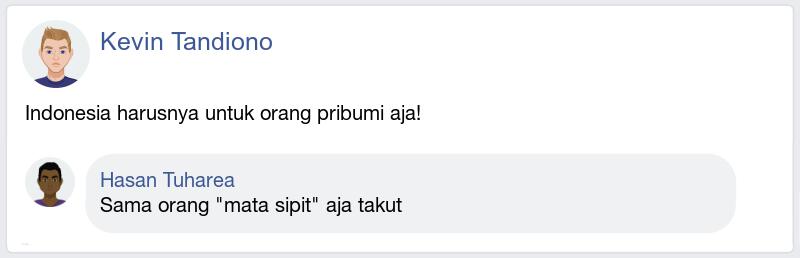 Kevin Tandiono
Indonesia harusnya untuk orang pribumi aja!
Hasan Tuharea
Sama orang "mata sipit" aja takut